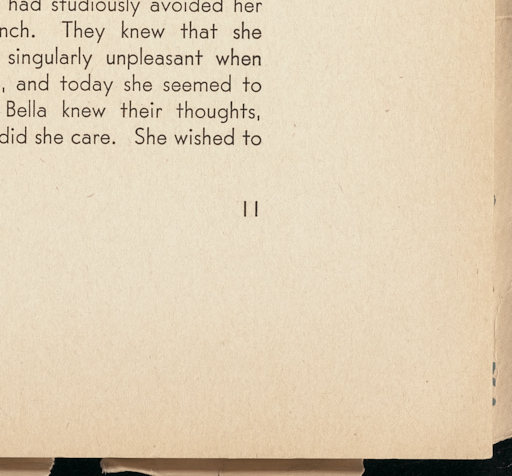 had studiously avoided her
nch. They knew that she
singularly unpleasant when
, and today she seemed to
Bella knew their thoughts,
did she care. She wished to
11